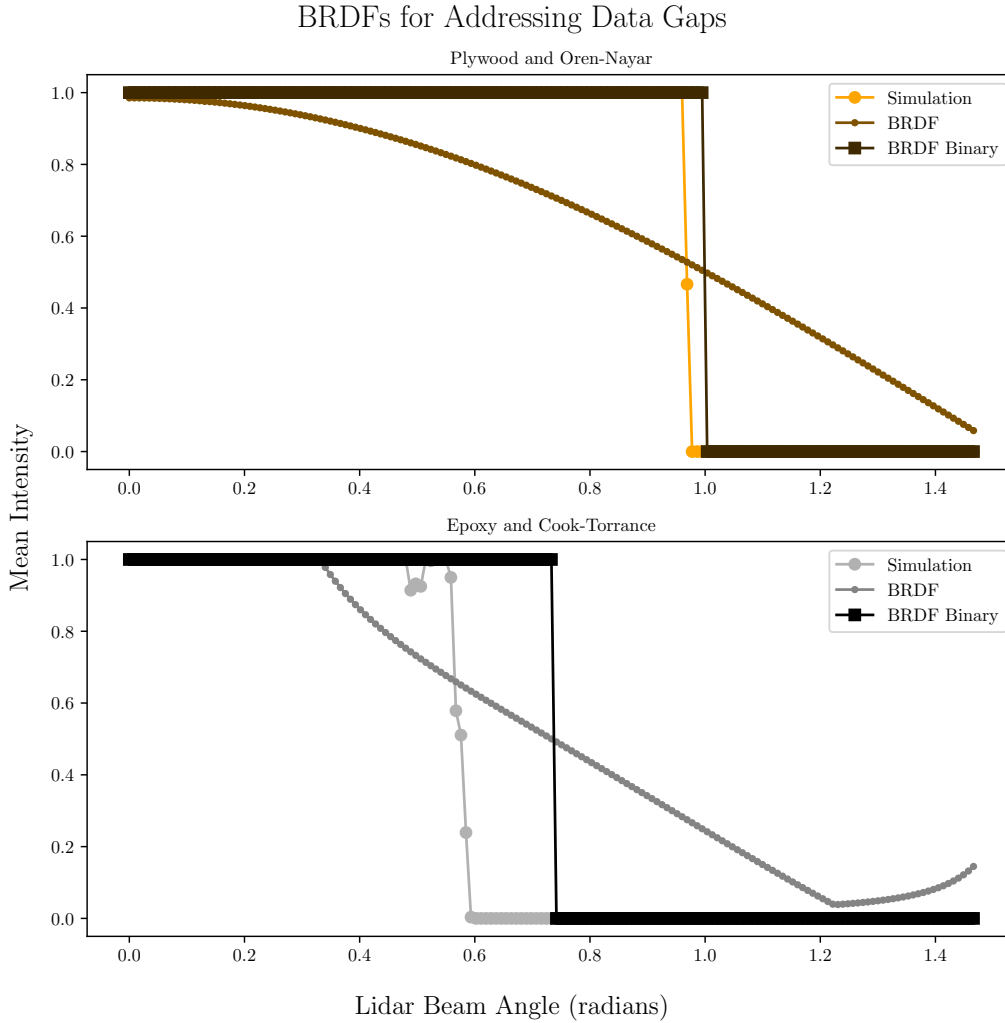 BRDFs for Addressing Data Gaps
Plywood and Oren-Nayar
1.0
0.8
0.6
0.4
0.2
0.0
Simulation
BRDF
BRDF Binary
0.0 0.2 0.4 0.6 0.8 1.0 1.2 1.4
Mean Intensity
Epoxy and Cook-Torrance
1.0
0.8
0.6
0.4
0.2
0.0
Simulation
BRDF
BRDF Binary
0.0 0.2 0.4 0.6 0.8 1.0 1.2 1.4
Lidar Beam Angle (radians)